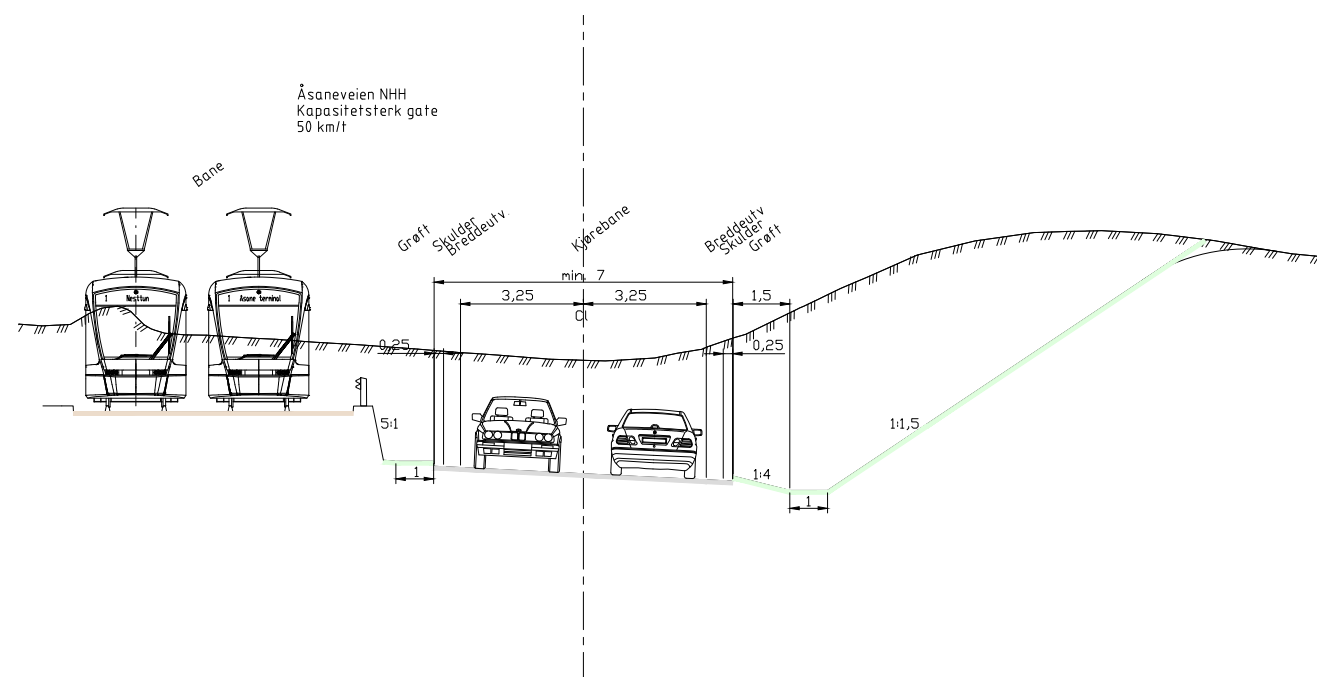 Åsaneveien NHH
Kapasitetsterk gate
50 km/t
Bane
Grøft
Skulder
Breddeutv.
Kjørebane
Breddeutv
Skulder
Grøft
min. 7
3,25
3,25
1,5
CL
0,25
0,25
1 Nesttun
1 Åsane terminal
5:1
1:1,5
1
1:4
1